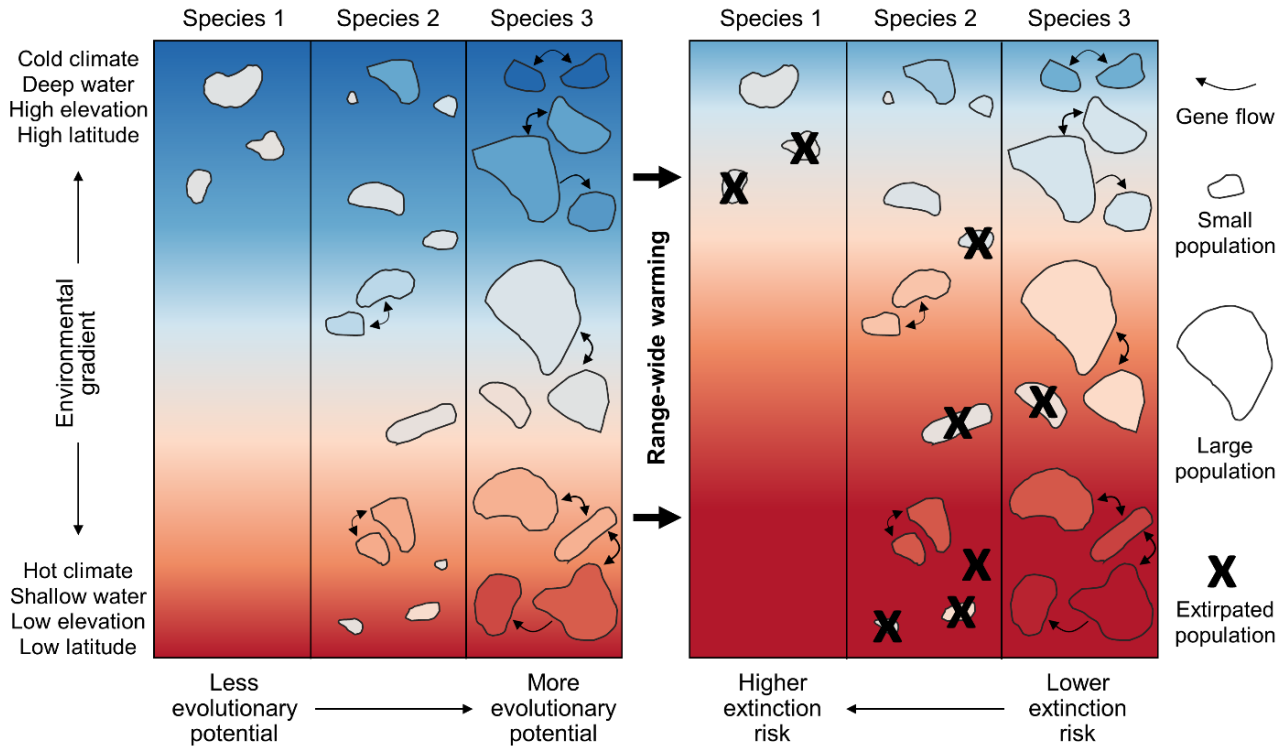 Species 1
Species 2
Species 3
Species 1
Species 2
Species 3
Cold climate
Deep water
High elevation
High latitude
Environmental
gradient
Hot climate
Shallow water
Low elevation
Low latitude
Range-wide warming
Gene flow
Small
population
Large
population
X
Extirpated
population
X
X
X
X
X
X
X
X
Less
evolutionary
potential
More
evolutionary
potential
Higher
extinction
risk
Lower
extinction
risk